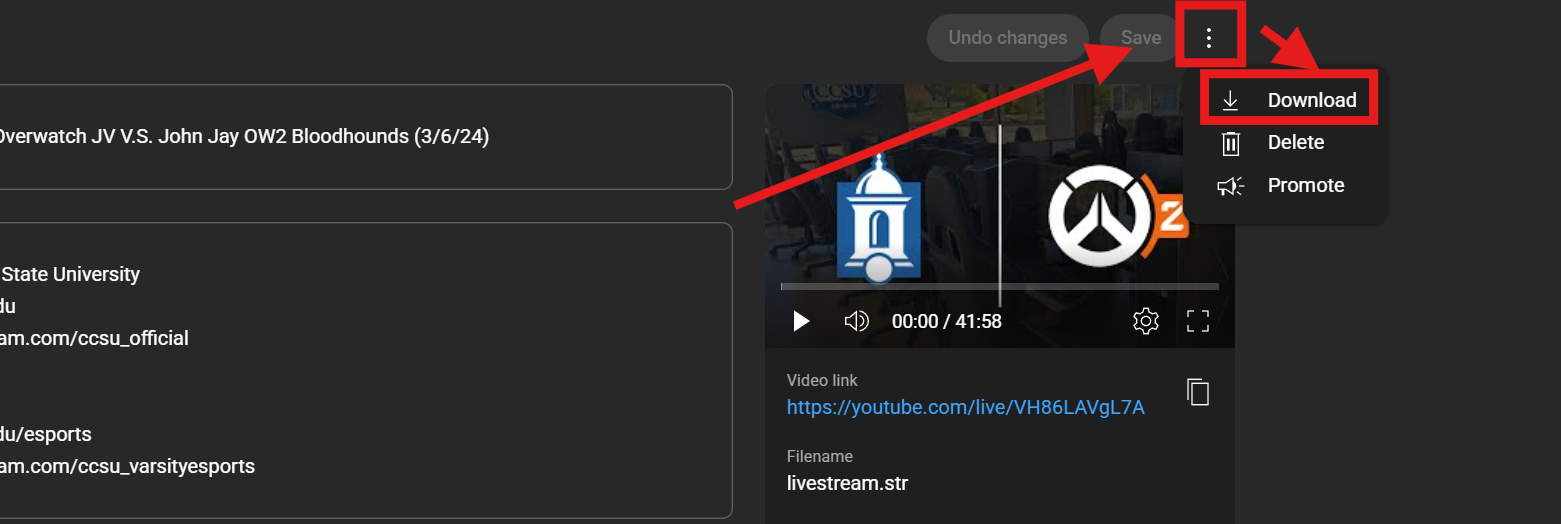 Undo changes
Save
Download
Delete
Promote
Overwatch JV V.S. John Jay OW2 Bloodhounds (3/6/24)
CCSU
2
State University
du
am.com/ccsu_official
du/esports
am.com/ccsu_varsityesports
00:00 / 41:58
Video link
https://youtube.com/live/VH86LAVgL7A
Filename
livestream.str